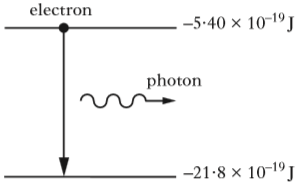 electron
–5·40 × 10⁻¹⁹ J
photon
–21·8 × 10⁻¹⁹ J